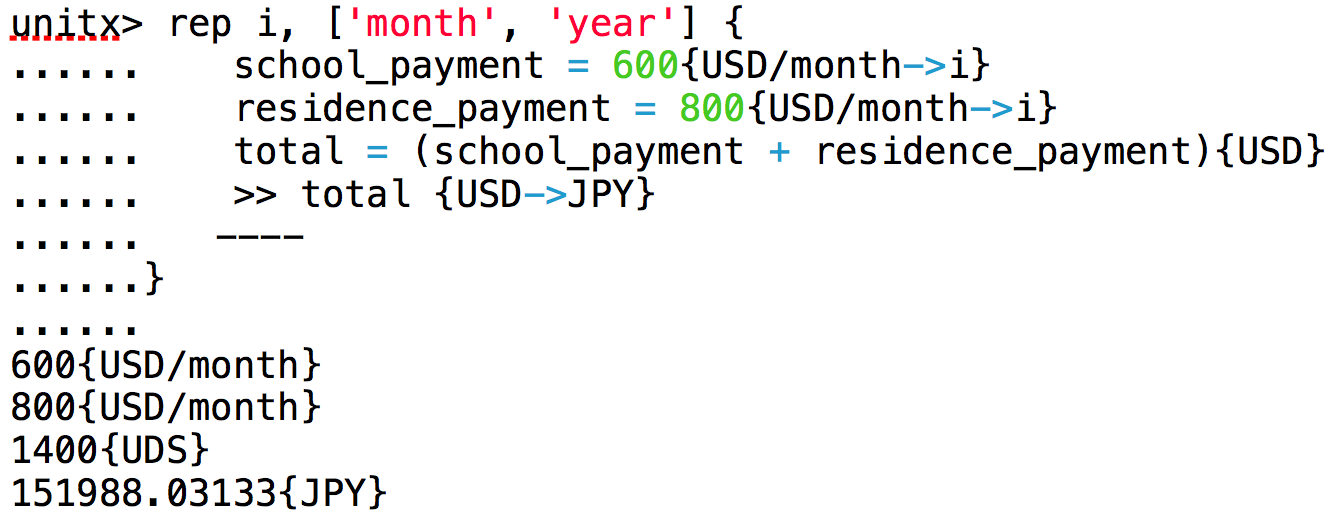 unitx> rep i, ['month', 'year'] {
......     school_payment = 600{USD/month->i}
......     residence_payment = 800{USD/month->i}
......     total = (school_payment + residence_payment){USD}
......     >> total {USD->JPY}
......    ----
......}
......
600{USD/month}
800{USD/month}
1400{UDS}
151988.03133{JPY}